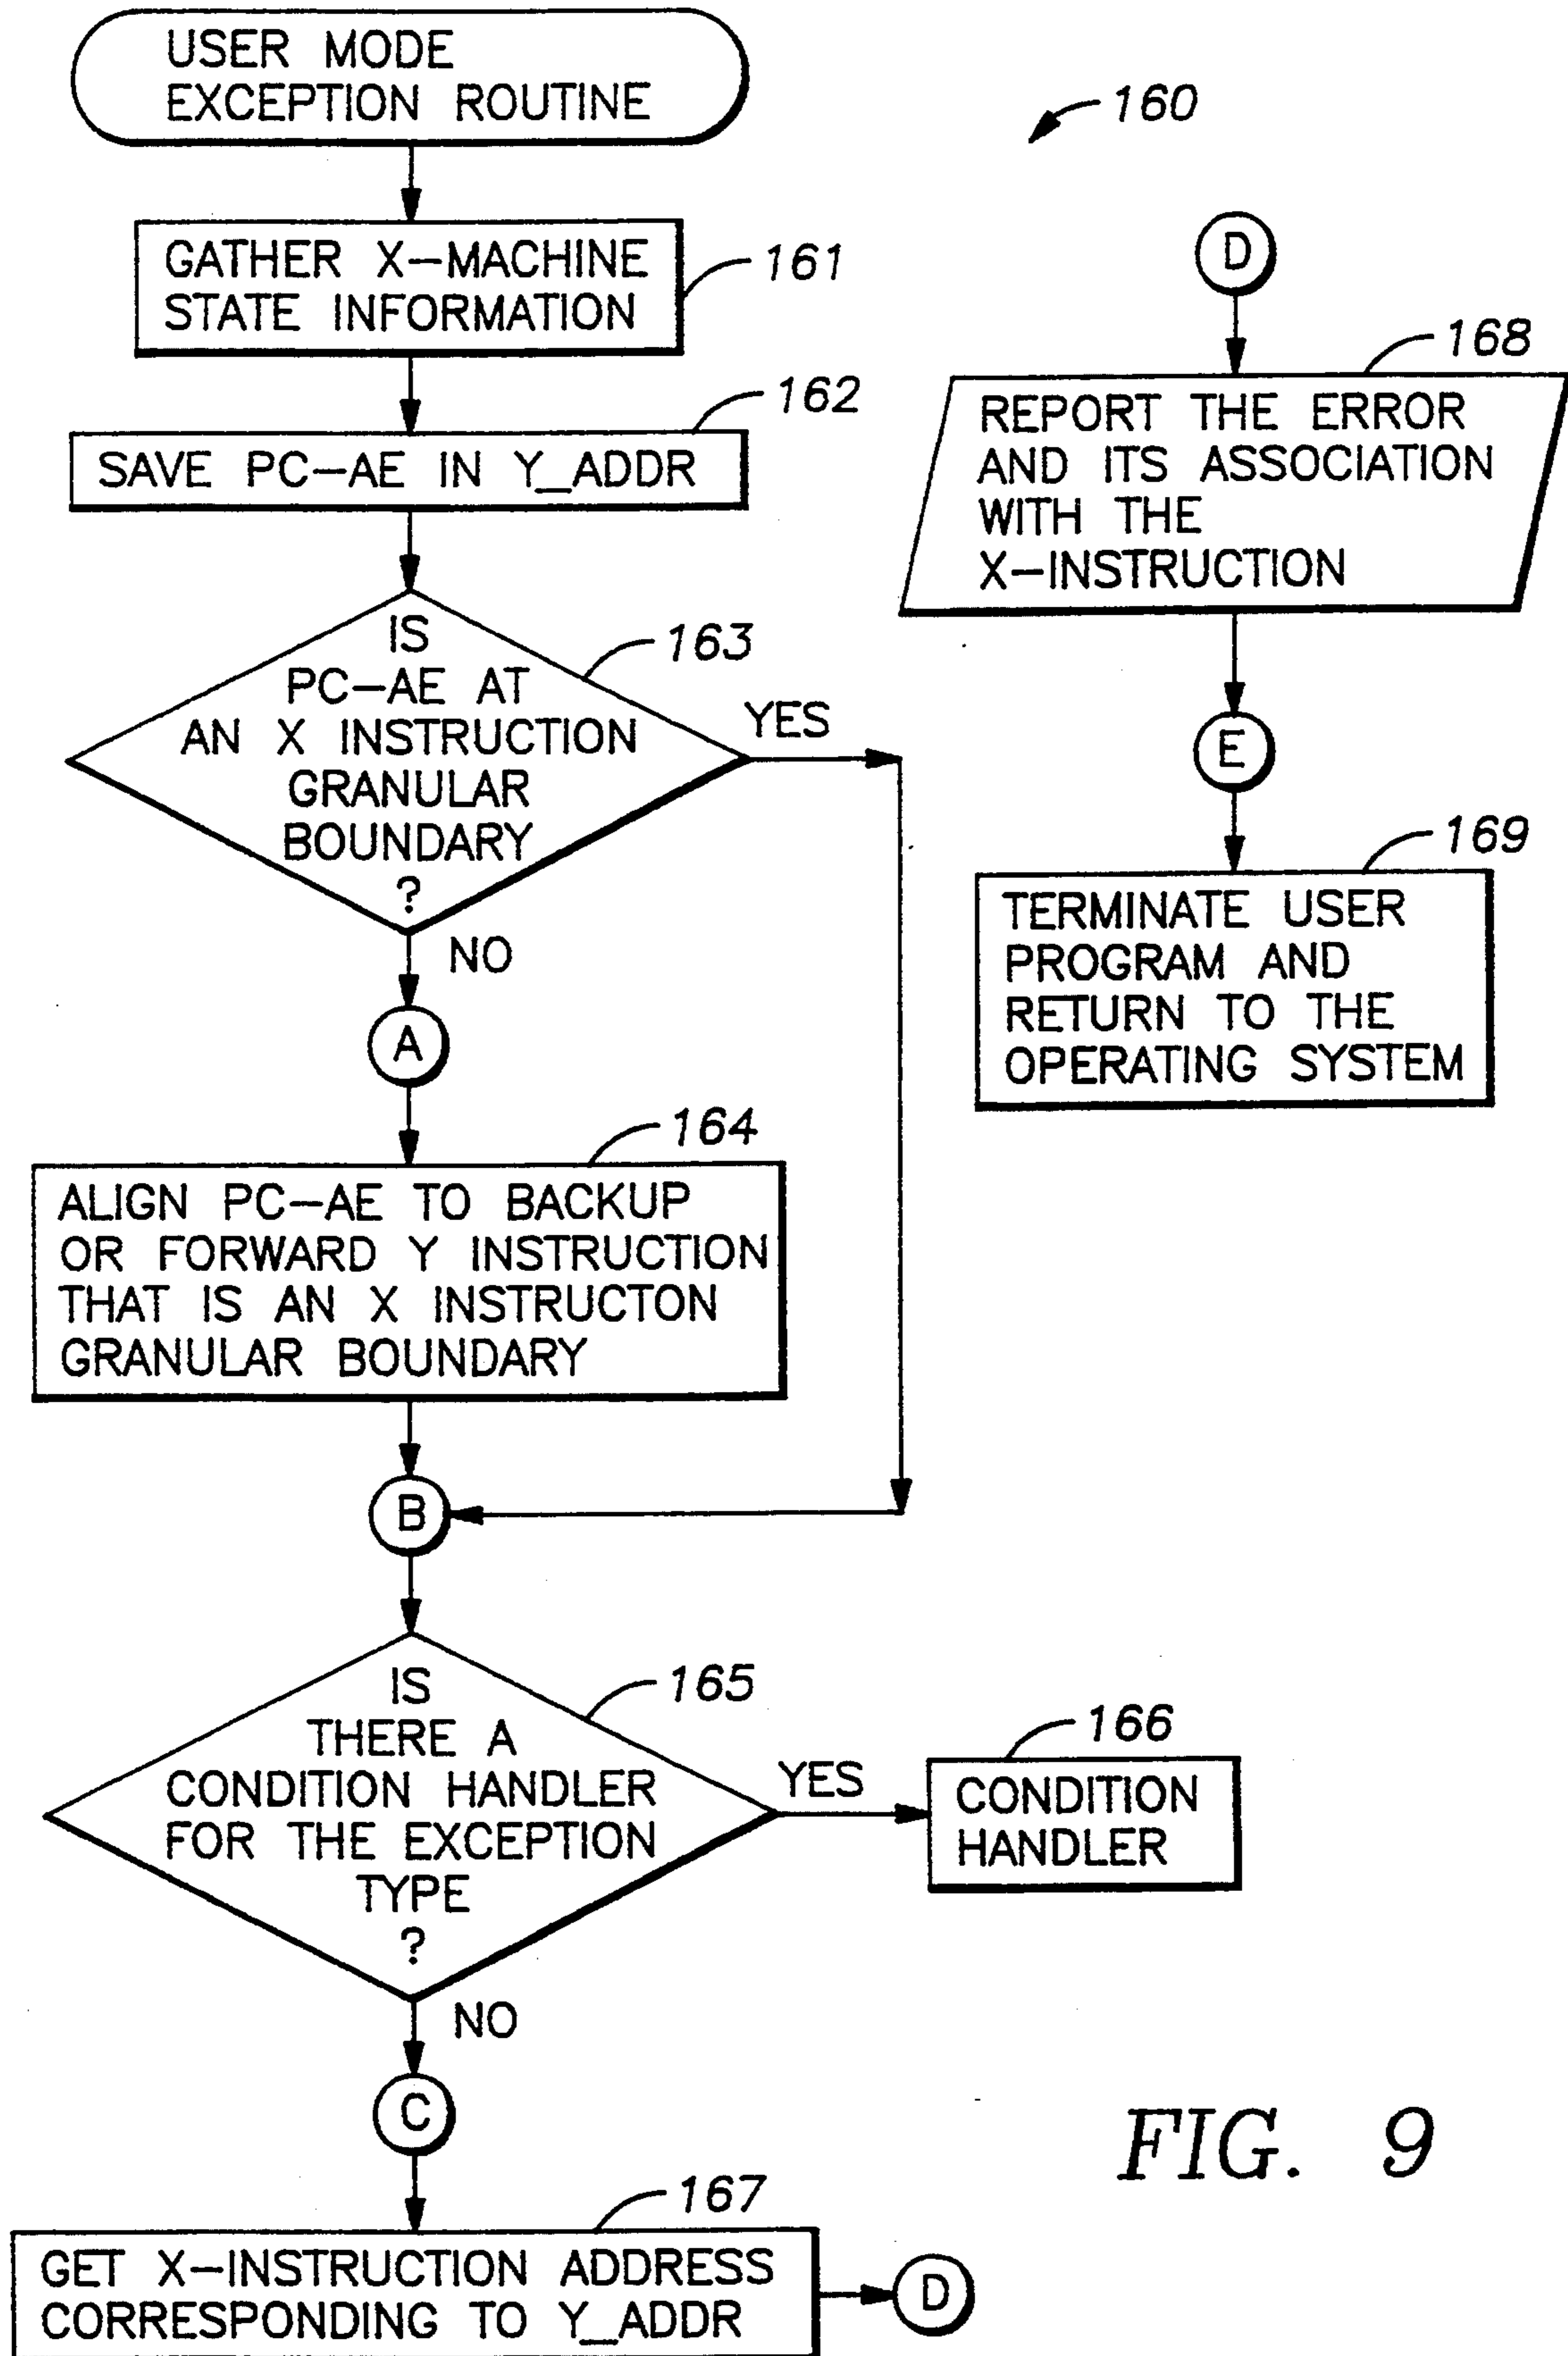 USER MODE
EXCEPTION ROUTINE
160
GATHER X-MACHINE
STATE INFORMATION
161
162
SAVE PC-AE IN Y_ADDR
IS
PC-AE AT
AN X INSTRUCTION
GRANULAR
BOUNDARY
?
163
YES
NO
A
164
ALIGN PC-AE TO BACKUP
OR FORWARD Y INSTRUCTION
THAT IS AN X INSTRUCTON
GRANULAR BOUNDARY
B
IS
THERE A
CONDITION HANDLER
FOR THE EXCEPTION
TYPE
?
165
YES
166
CONDITION
HANDLER
NO
C
167
GET X-INSTRUCTION ADDRESS
CORRESPONDING TO Y_ADDR
D
D
168
REPORT THE ERROR
AND ITS ASSOCIATION
WITH THE
X-INSTRUCTION
E
169
TERMINATE USER
PROGRAM AND
RETURN TO THE
OPERATING SYSTEM
FIG. 9